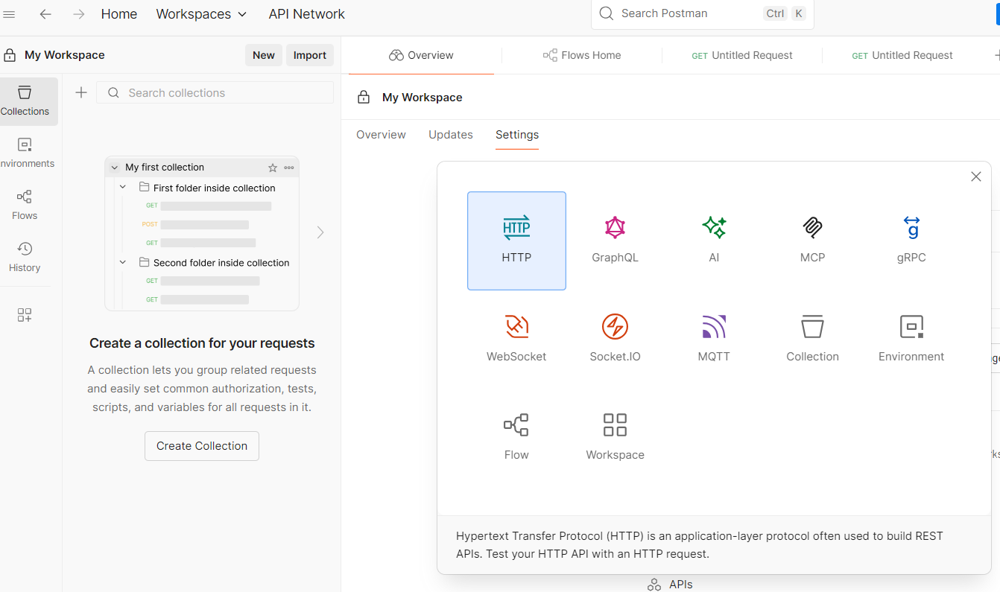 Home
Workspaces
API Network
Search Postman
Ctrl
K
My Workspace
New
Import
Overview
Flows Home
GET Untitled Request
GET Untitled Request
Collections
Search collections
nvironments
Flows
History
My first collection
First folder inside collection
GET
POST
GET
Second folder inside collection
GET
GET
Create a collection for your requests
A collection lets you group related requests
and easily set common authorization, tests,
scripts, and variables for all requests in it.
Create Collection
My Workspace
Overview
Updates
Settings
HTTP
HTTP
GraphQL
AI
MCP
g
gRPC
WebSocket
Socket.IO
MQTT
Collection
Environment
Flow
Workspace
Hypertext Transfer Protocol (HTTP) is an application-layer protocol often used to build REST
APIs. Test your HTTP API with an HTTP request.
APIs